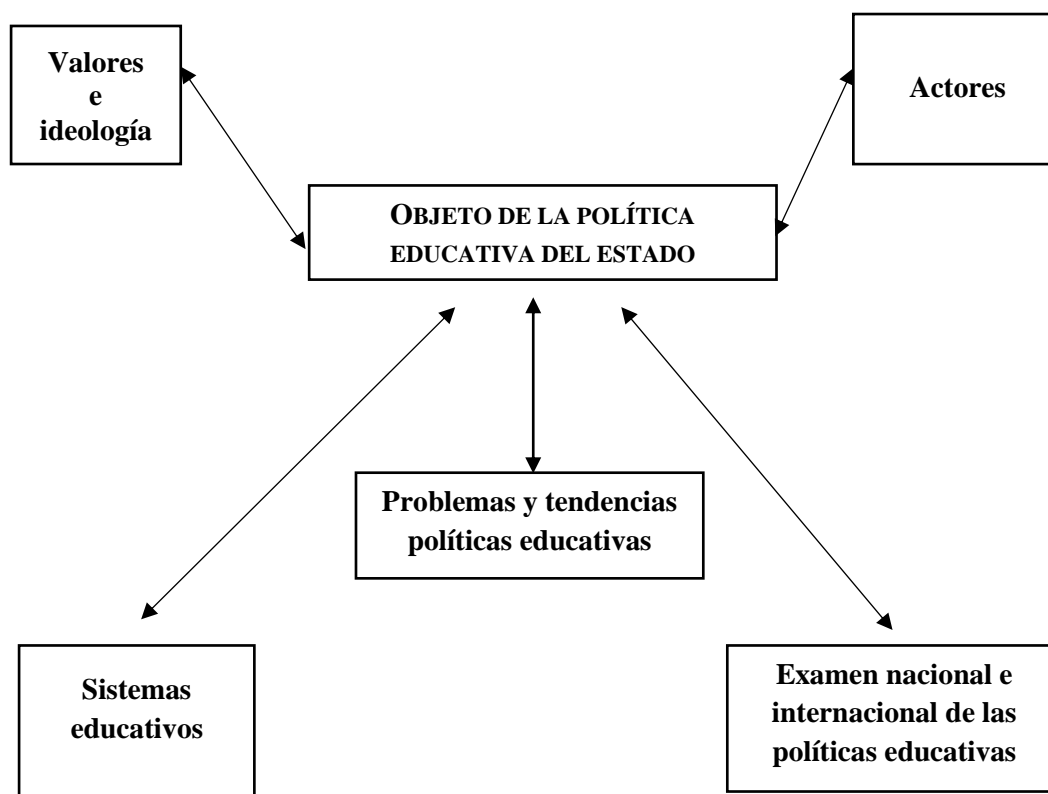 Valores
e
ideología
Actores
OBJETO DE LA POLÍTICA
EDUCATIVA DEL ESTADO
Problemas y tendencias
políticas educativas
Sistemas
educativos
Examen nacional e
internacional de las
políticas educativas